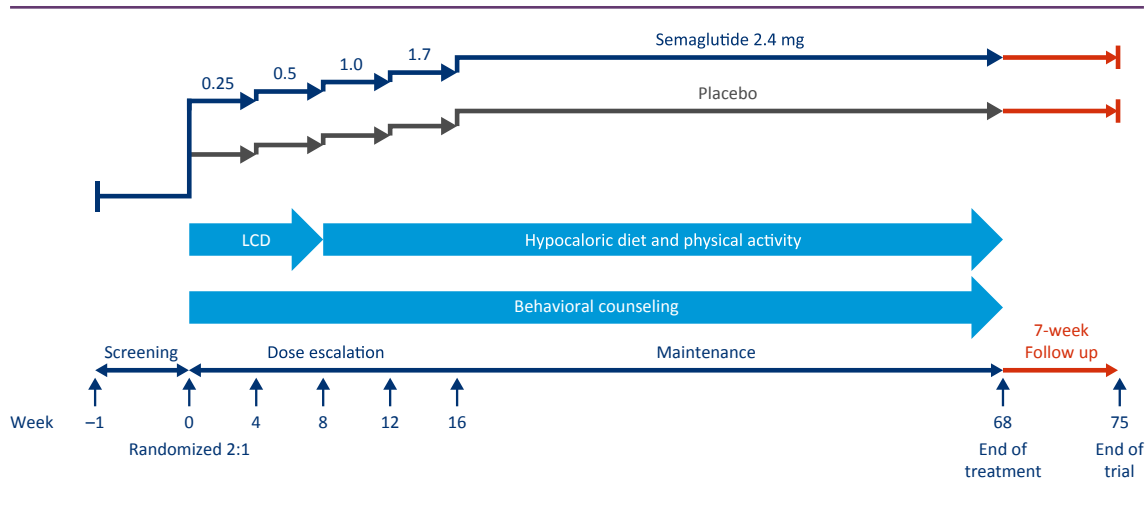 Semaglutide 2.4 mg
0.25
0.5
1.0
1.7
Placebo
LCD
Hypocaloric diet and physical activity
Behavioral counseling
Screening
Dose escalation
Maintenance
7-week
Follow up
Week
–1
0
4
8
12
16
68
75
Randomized 2:1
End of
treatment
End of
trial